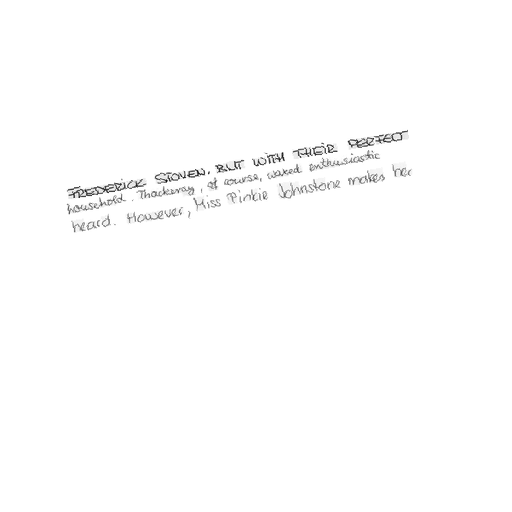 FREDERICK STOVEN, BUT WITH THEIR PERFECT
household. Thackeray, of course, waxed enthusiastic
heard. However, Miss Pinkie Johnstone makes her